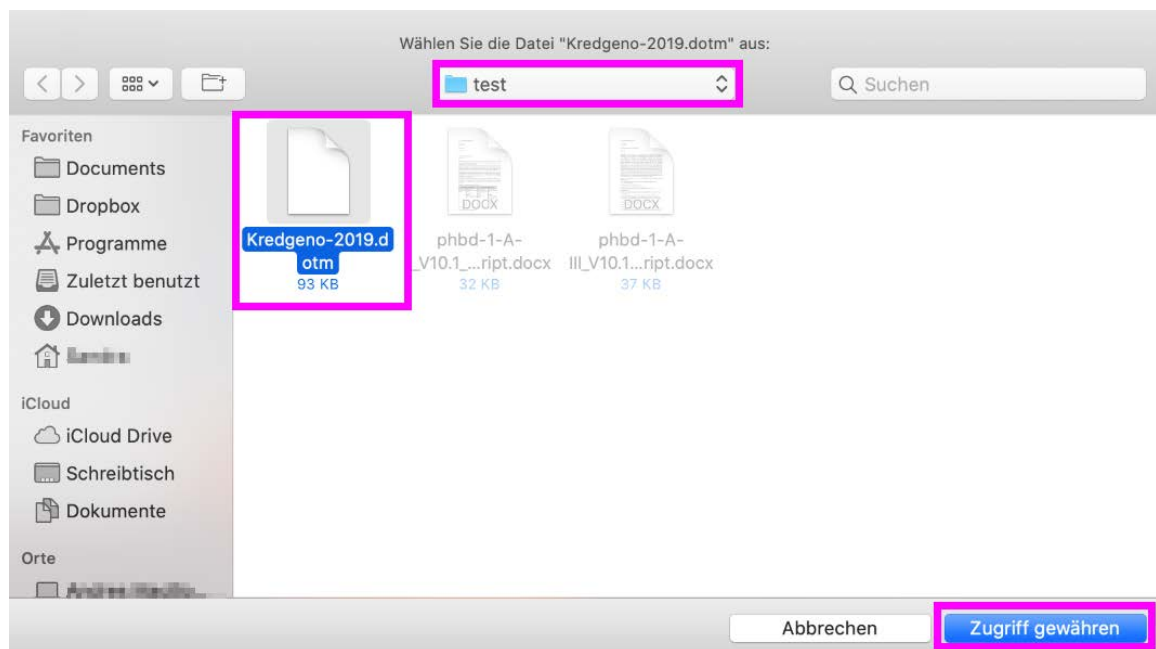 Wählen Sie die Datei "Kredgeno-2019.dotm" aus:
test
Suchen
Favoriten
Documents
Dropbox
Programme
Zuletzt benutzt
Downloads
iCloud
iCloud Drive
Schreibtisch
Dokumente
Orte
Kredgeno-2019.d
otm
93 KB
DOCX
phbd-1-A-
_V10.1_...ript.docx
32 KB
DOCX
phbd-1-A-
III_V10.1...ript.docx
37 KB
Abbrechen
Zugriff gewähren